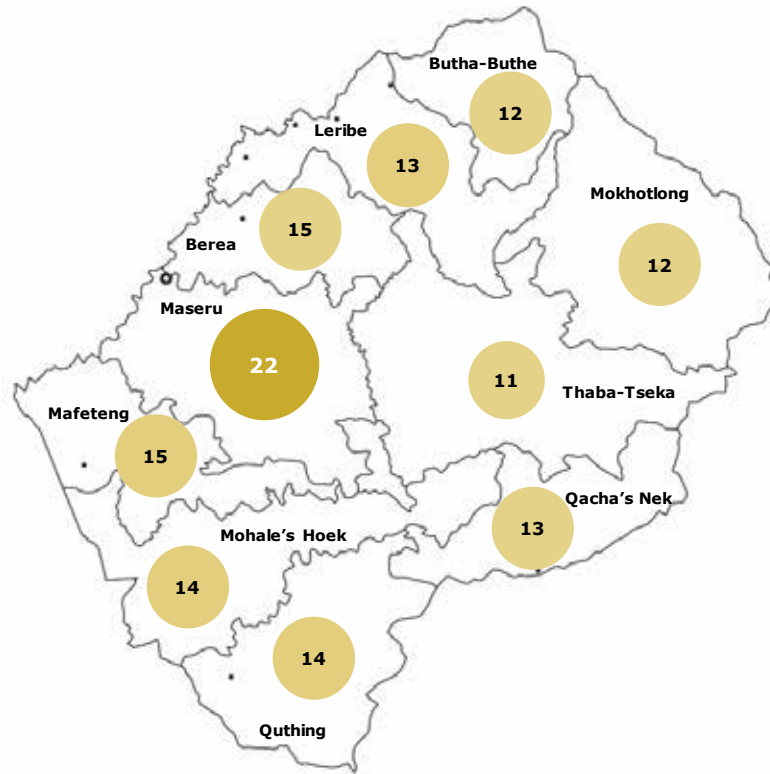 Butha-Buthe
12
Leribe
13
Mokhotlong
12
Berea
15
Maseru
22
11
Thaba-Tseka
Mafeteng
15
Qacha’s Nek
13
Mohale’s Hoek
14
14
Quthing